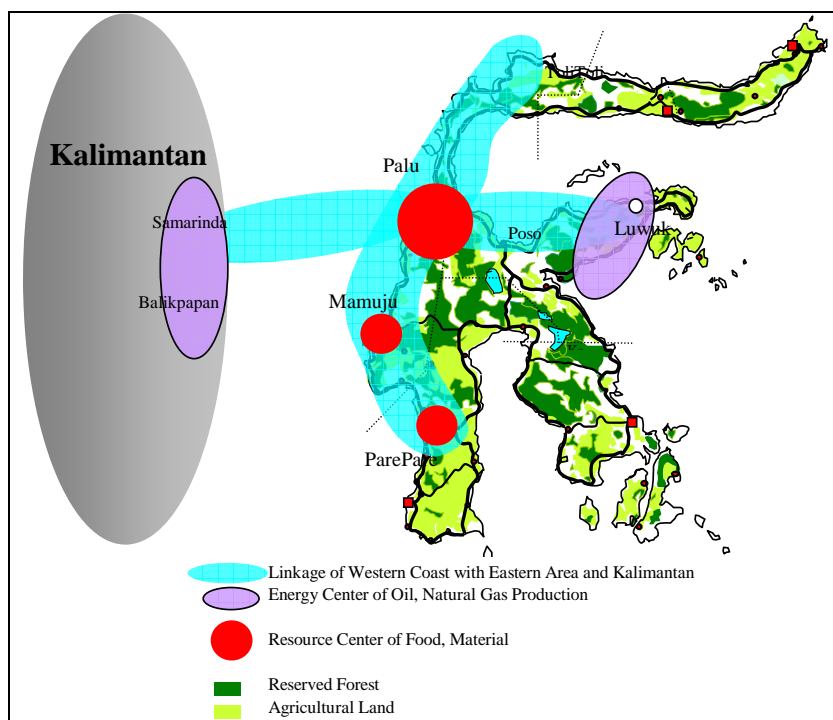 ToliToli
Kalimantan
Palu
Samarinda
Poso
Luwuk
Balikpapan
Mamuju
ParePare
Linkage of Western Coast with Eastern Area and Kalimantan
Energy Center of Oil, Natural Gas Production
Resource Center of Food, Material
Reserved Forest
Agricultural Land